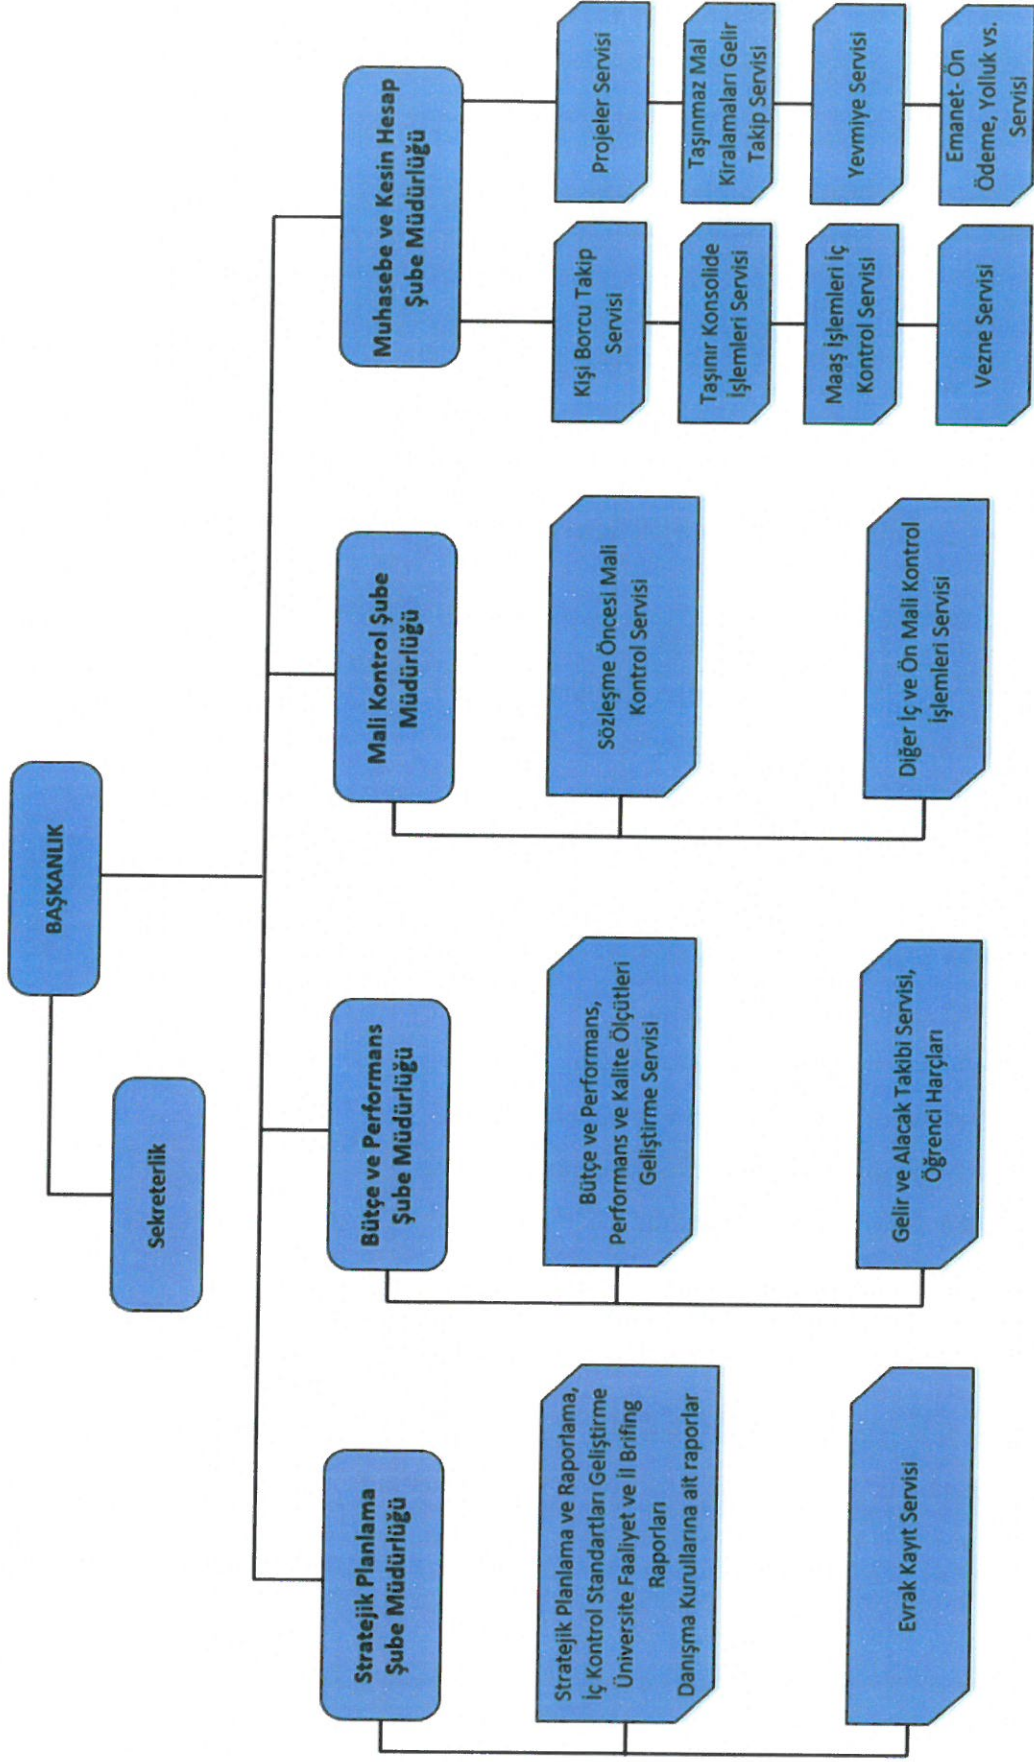 BAŞKANLIK
Sekreterlik
Stratejik Planlama
Şube Müdürlüğü
Bütçe ve Performans
Şube Müdürlüğü
Mali Kontrol Şube
Müdürlüğü
Muhasebe ve Kesin Hesap
Şube Müdürlüğü
Stratejik Planlama ve Raporlama,
İç Kontrol Standartları Geliştirme
Üniversite Faaliyet ve İl Brifing
Raporları
Danışma Kurullarına ait raporlar
Evrak Kayıt Servisi
Bütçe ve Performans,
Performans ve Kalite Ölçütleri
Geliştirme Servisi
Gelir ve Alacak Takibi Servisi,
Öğrenci Harçları
Sözleşme Öncesi Mali
Kontrol Servisi
Diğer İç ve Ön Mali Kontrol
İşlemleri Servisi
Kişi Borcu Takip
Servisi
Taşınır Konsolide
İşlemleri Servisi
Maaş İşlemleri İç
Kontrol Servisi
Vezne Servisi
Projeler Servisi
Taşınmaz Mal
Kiralamaları Gelir
Takip Servisi
Yevmiye Servisi
Emanet- Ön
Ödeme, Yolluk vs.
Servisi